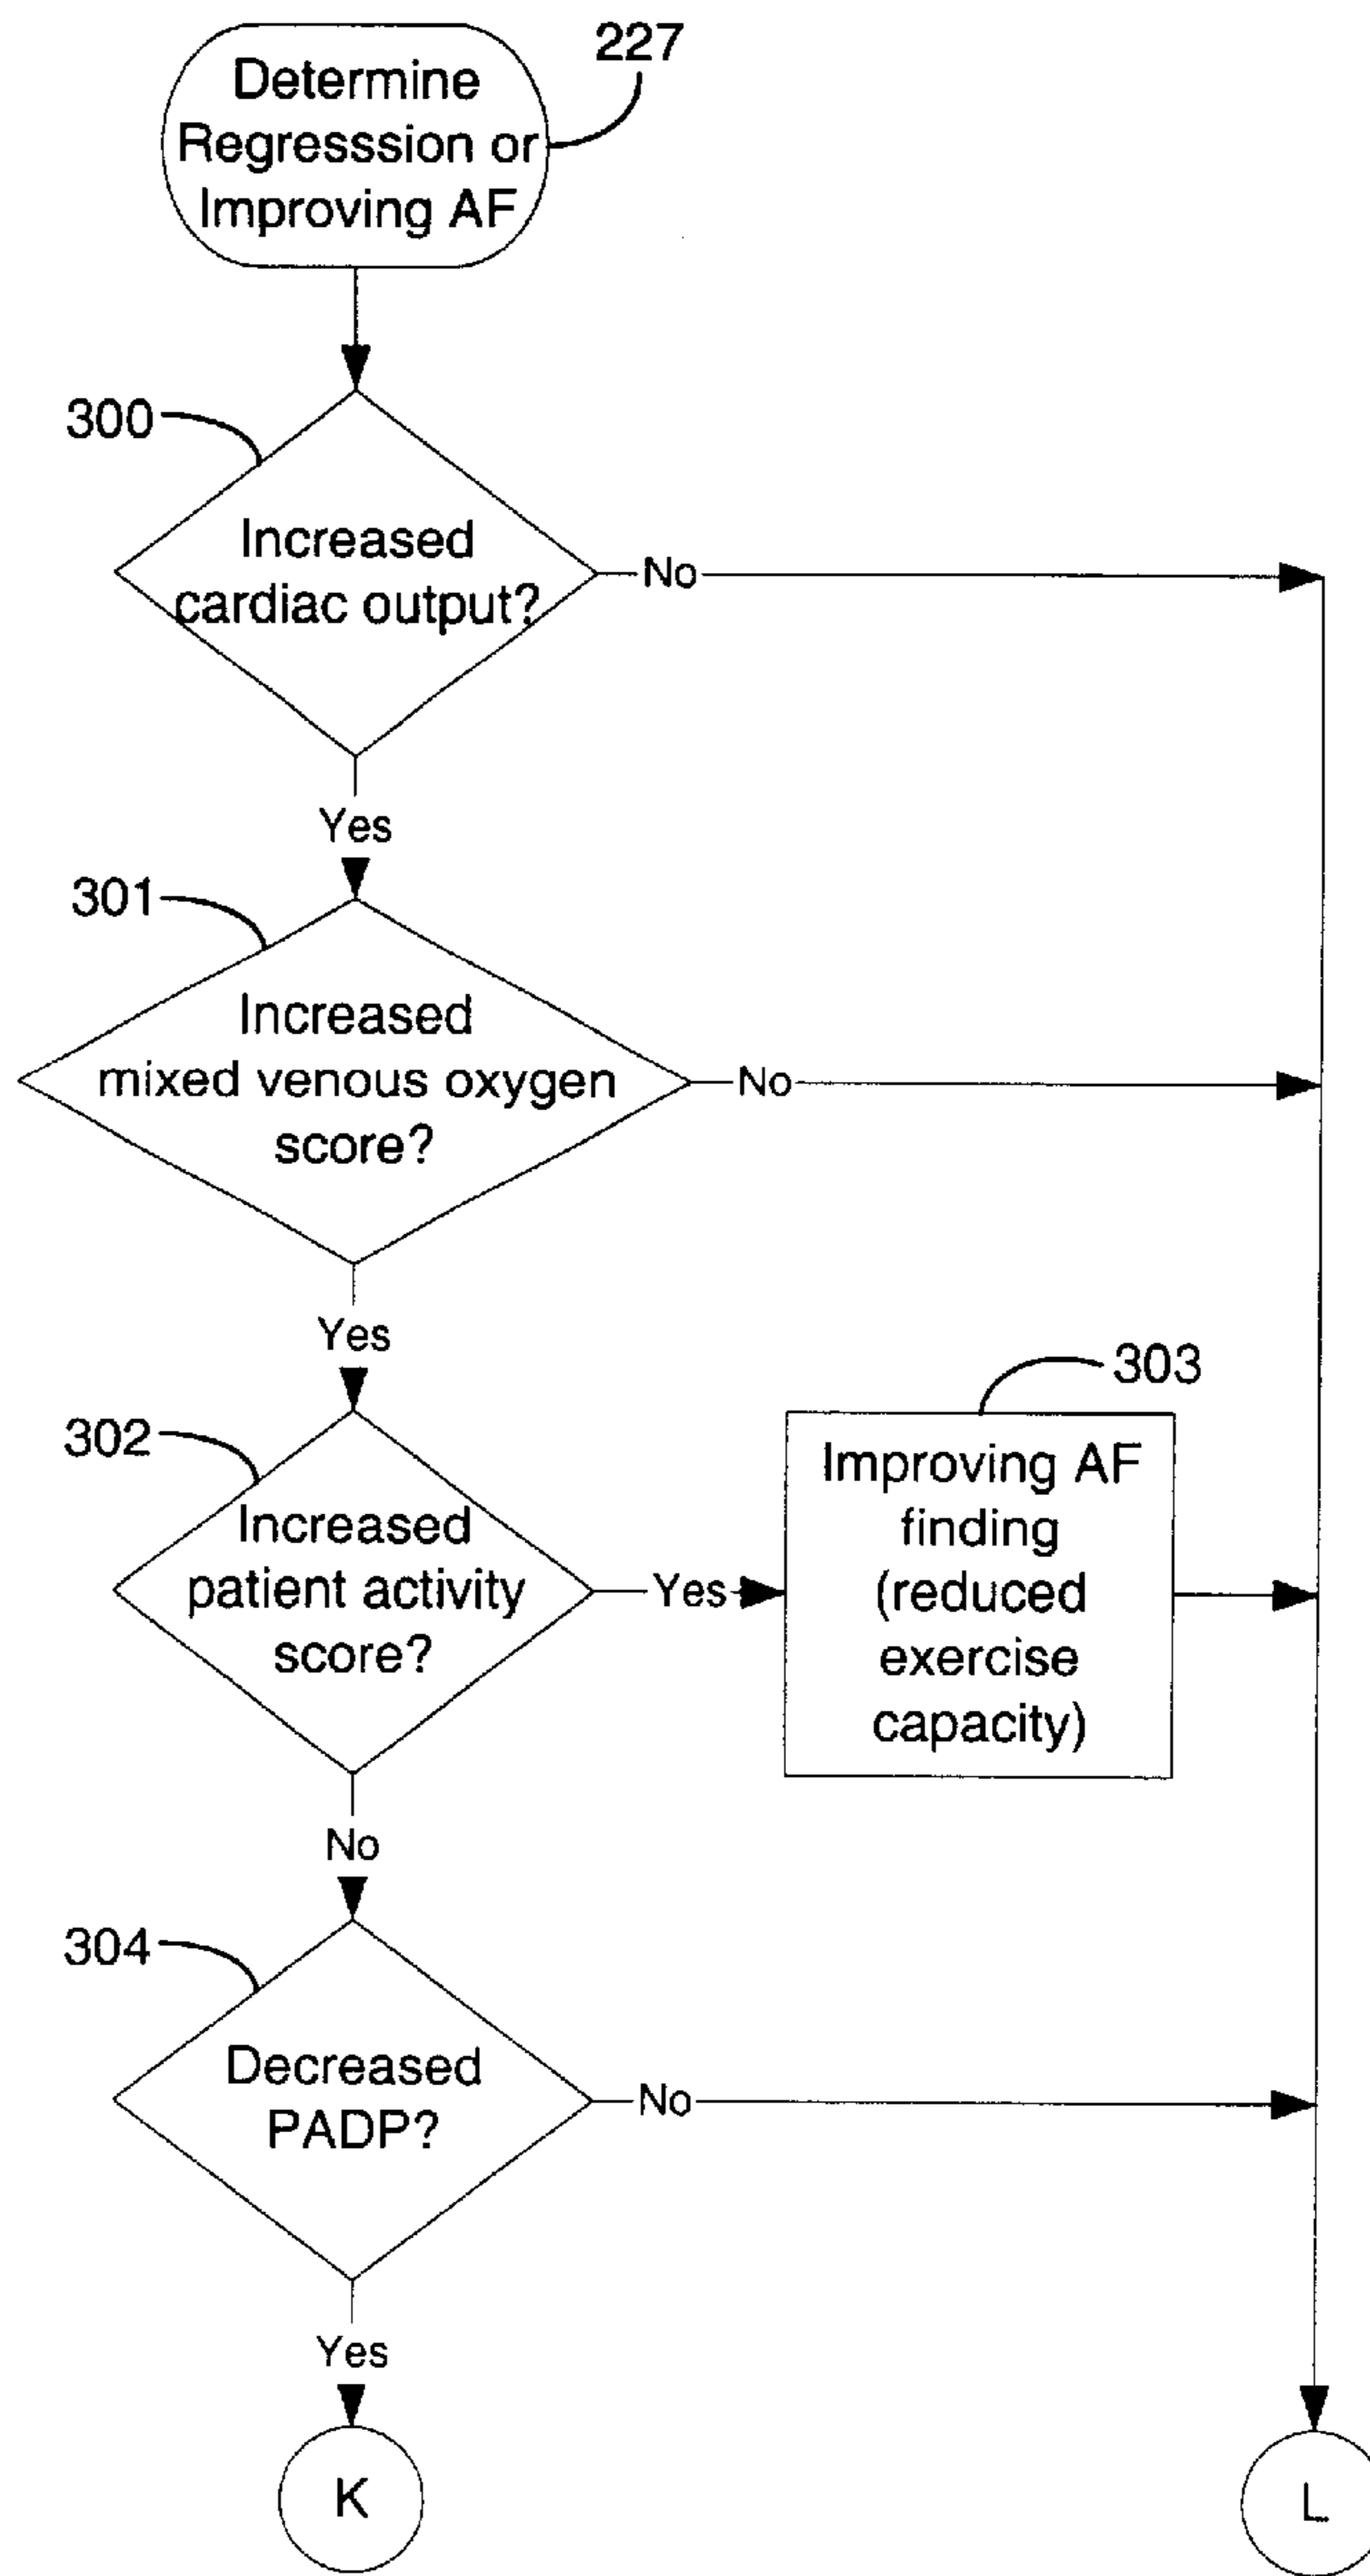 227
Determine
Regresssion or
Improving AF
300
Increased
cardiac output?
No
Yes
301
Increased
mixed venous oxygen
score?
No
Yes
302
Increased
patient activity
score?
Yes
303
Improving AF
finding
(reduced
exercise
capacity)
No
304
Decreased
PADP?
No
Yes
K
L